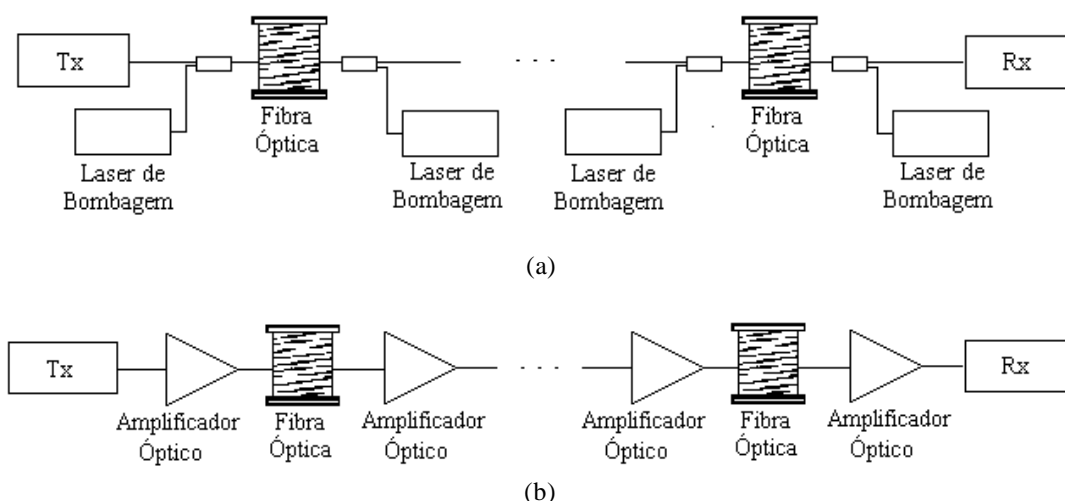 Tx
Rx
Fibra
Óptica
Fibra
Óptica
Laser de
Bombagem
Laser de
Bombagem
Laser de
Bombagem
Laser de
Bombagem
(a)
Tx
Rx
Amplificador
Óptico
Fibra
Óptica
Amplificador
Óptico
Amplificador
Óptico
Fibra
Óptica
Amplificador
Óptico
(b)